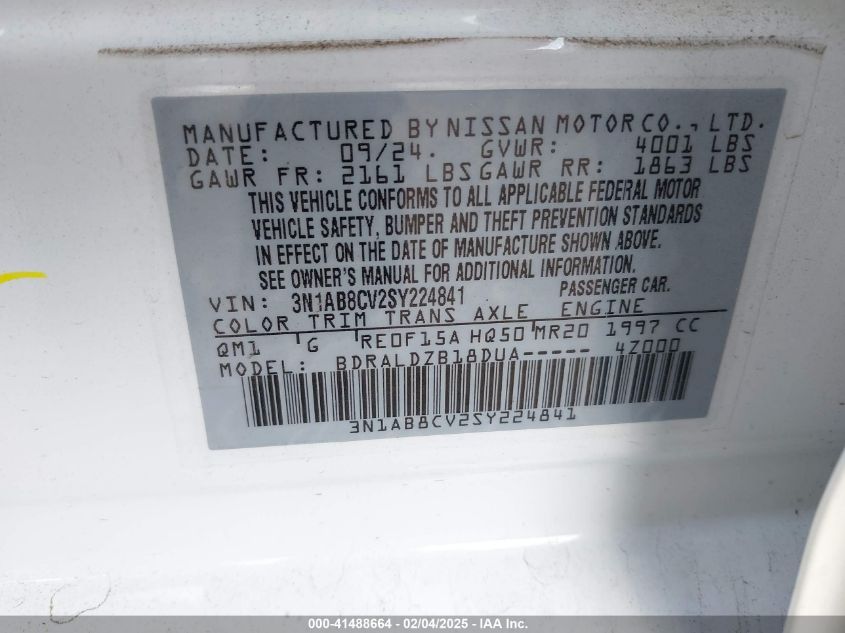 MANUFACTURED BY NISSAN MOTOR CO., LTD.
DATE: 09/24. GVWR: 4001 LBS
GAWR FR: 2161 LBS GAWR RR: 1863 LBS
THIS VEHICLE CONFORMS TO ALL APPLICABLE FEDERAL MOTOR
VEHICLE SAFETY, BUMPER AND THEFT PREVENTION STANDARDS
IN EFFECT ON THE DATE OF MANUFACTURE SHOWN ABOVE.
SEE OWNER'S MANUAL FOR ADDITIONAL INFORMATION.
VIN: 3N1AB8CV2SY224841 PASSENGER CAR.
COLOR TRIM TRANS AXLE ENGINE
QM1 G RE0F15A HQ50 MR20 1997 CC
MODEL: BDRALDZB18DUA----- 4Z000
3N1AB8CV2SY224841
000-41488664 - 02/04/2025 - IAAI Inc.